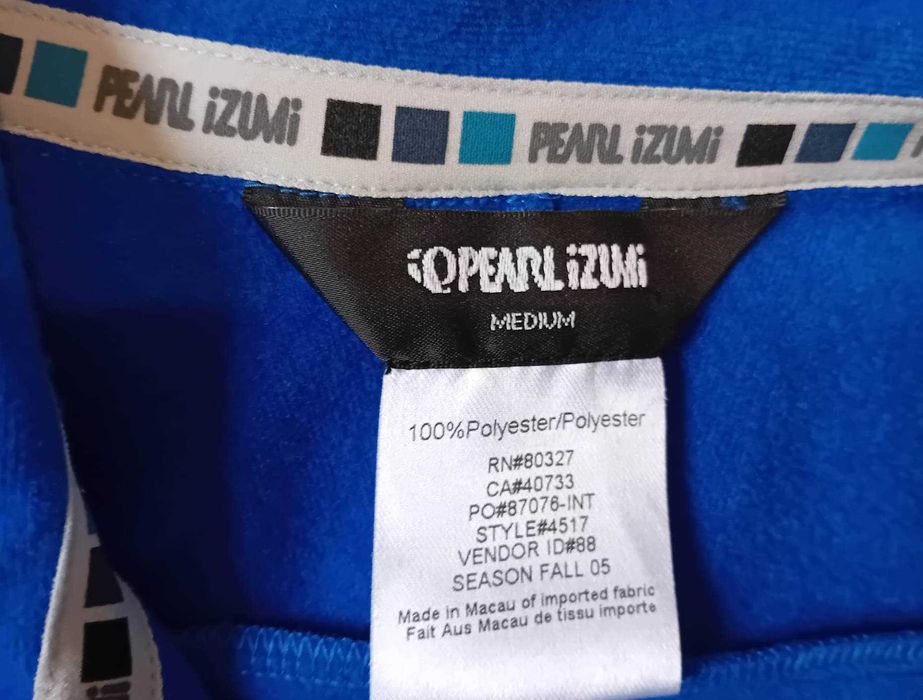 PEARL iZUMi PEARL iZUMi
PEARL iZUMi
MEDIUM
100%Polyester/Polyester
RN#80327
CA#40733
PO#87076-INT
STYLE#4517
VENDOR ID#88
SEASON FALL 05
Made in Macau of imported fabric
Fait Aus Macau de tissu importe